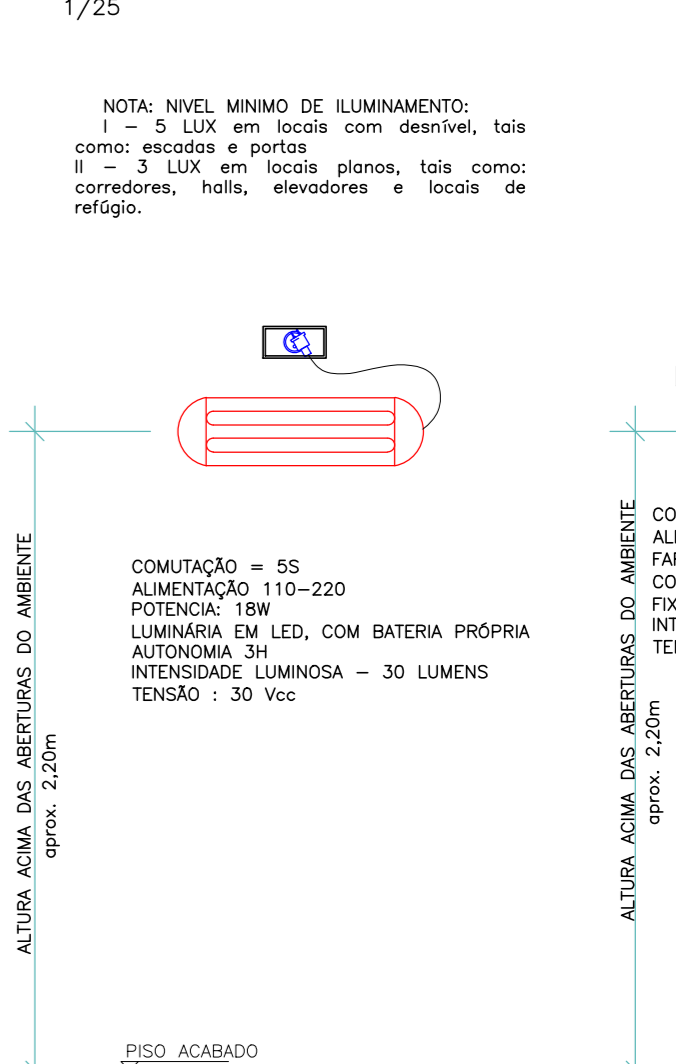 1/25
NOTA: NIVEL MINIMO DE ILUMINAMENTO:
I – 5 LUX em locais com desnível, tais
como: escadas e portas
II – 3 LUX em locais planos, tais como:
corredores, halls, elevadores e locais de
refúgio.
COMUTAÇÃO = 5S
ALIMENTAÇÃO 110–220
POTENCIA: 18W
LUMINÁRIA EM LED, COM BATERIA PRÓPRIA
AUTONOMIA 3H
INTENSIDADE LUMINOSA – 30 LUMENS
TENSÃO : 30 Vcc
ALTURA ACIMA DAS ABERTURAS DO AMBIENTE
aprox. 2,20m
PISO ACABADO
ALTURA ACIMA DAS ABERTURAS DO AMBIENTE
aprox. 2,20m